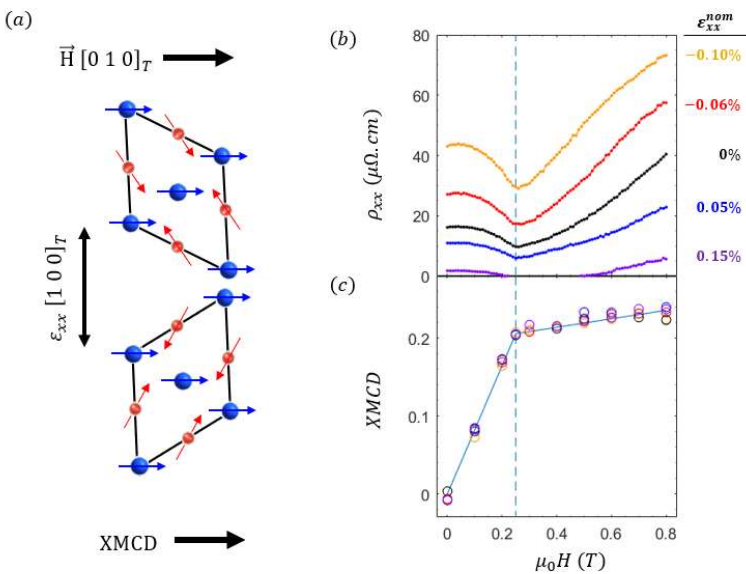 (a)
H⃗ [0 1 0]T
εxx [1 0 0]T
XMCD
(b)
ρxx (μΩ.cm)
80
60
40
20
0
εxx^nom
−0.10%
−0.06%
0%
0.05%
0.15%
(c)
XMCD
0.2
0.1
0
0 0.2 0.4 0.6 0.8
μ0H (T)